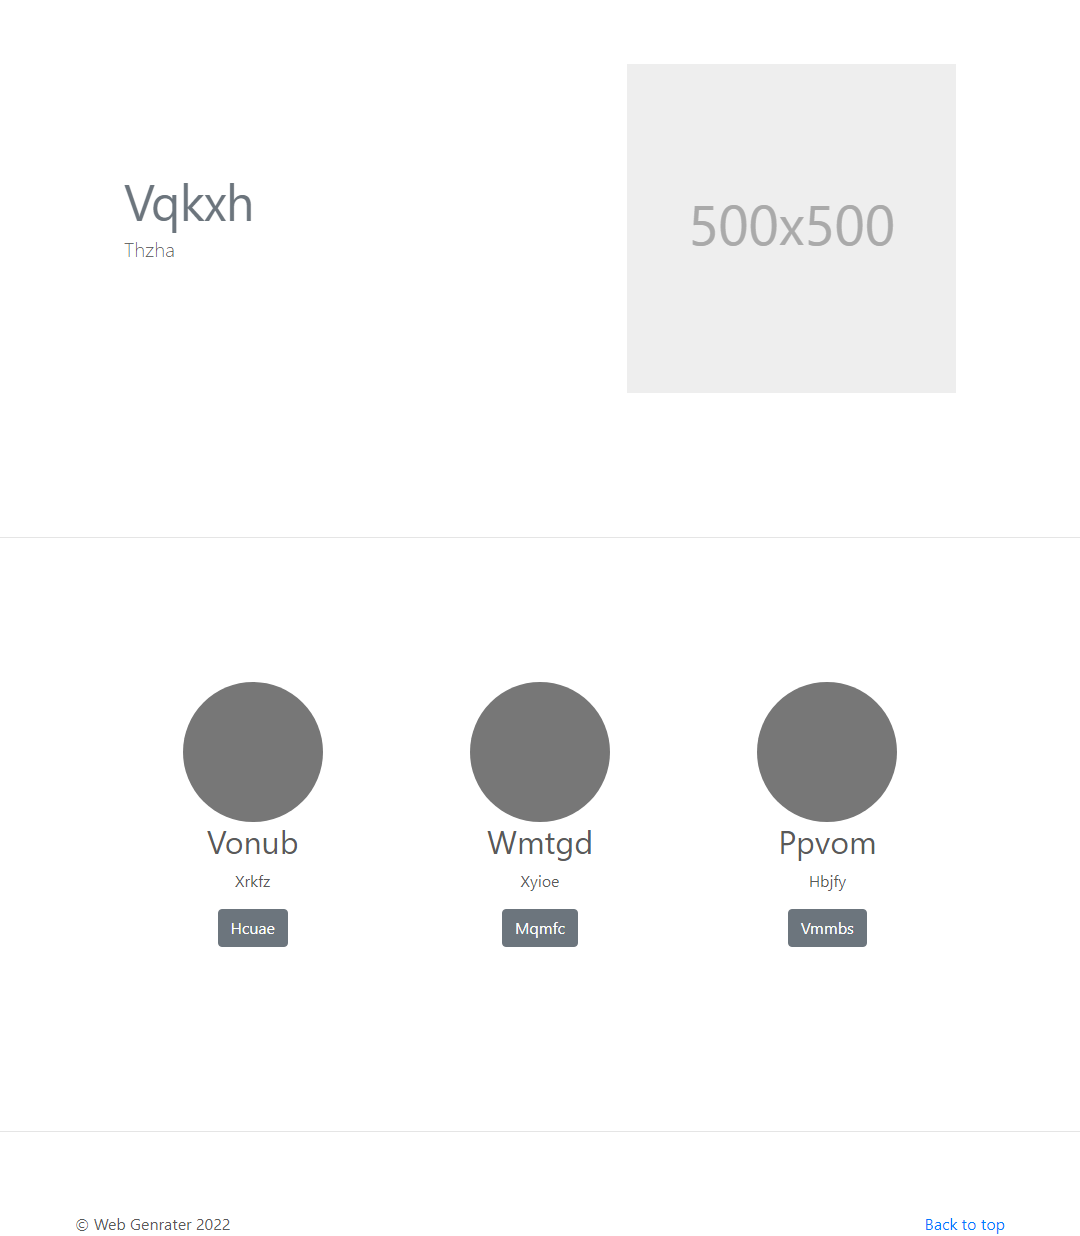 Vqkxh
Thzha
500x500
Vonub
Wmtgd
Ppvom
Xrkfz
Xyioe
Hbjfy
Hcuae
Mqmfc
Vmmbs
© Web Genrater 2022
Back to top